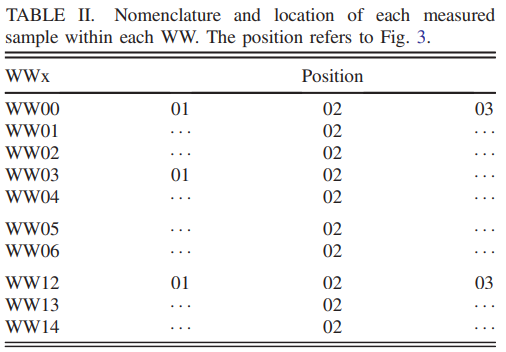 TABLE II. Nomenclature and location of each measured
sample within each WW. The position refers to Fig. 3.
WWx Position
WW00 01 02 03
WW01 ... 02 ...
WW02 ... 02 ...
WW03 01 02 ...
WW04 ... 02 ...
WW05 ... 02 ...
WW06 ... 02 ...
WW12 01 02 03
WW13 ... 02 ...
WW14 ... 02 ...